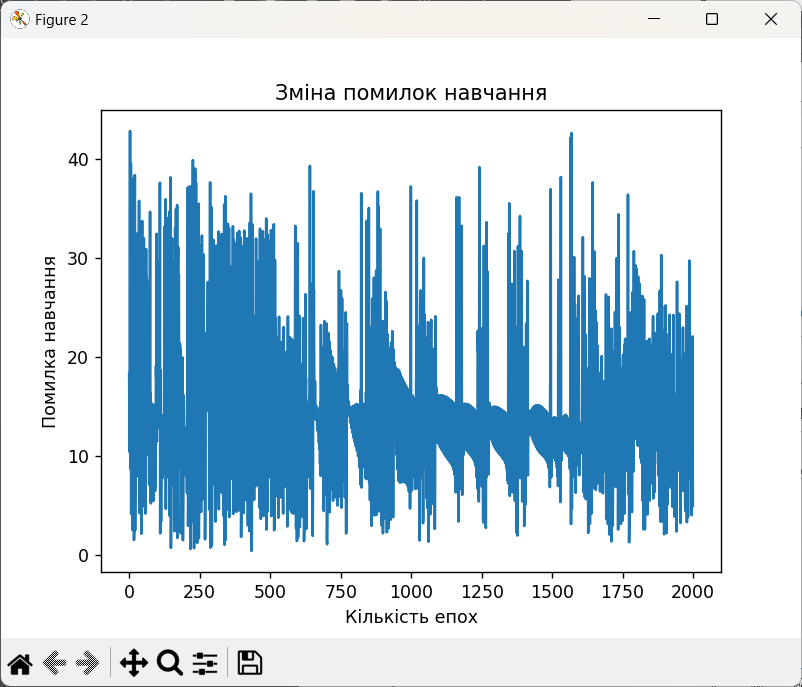 Figure 2
Зміна помилок навчання
Помилка навчання
40
30
20
10
0
0 250 500 750 1000 1250 1500 1750 2000
Кількість епох